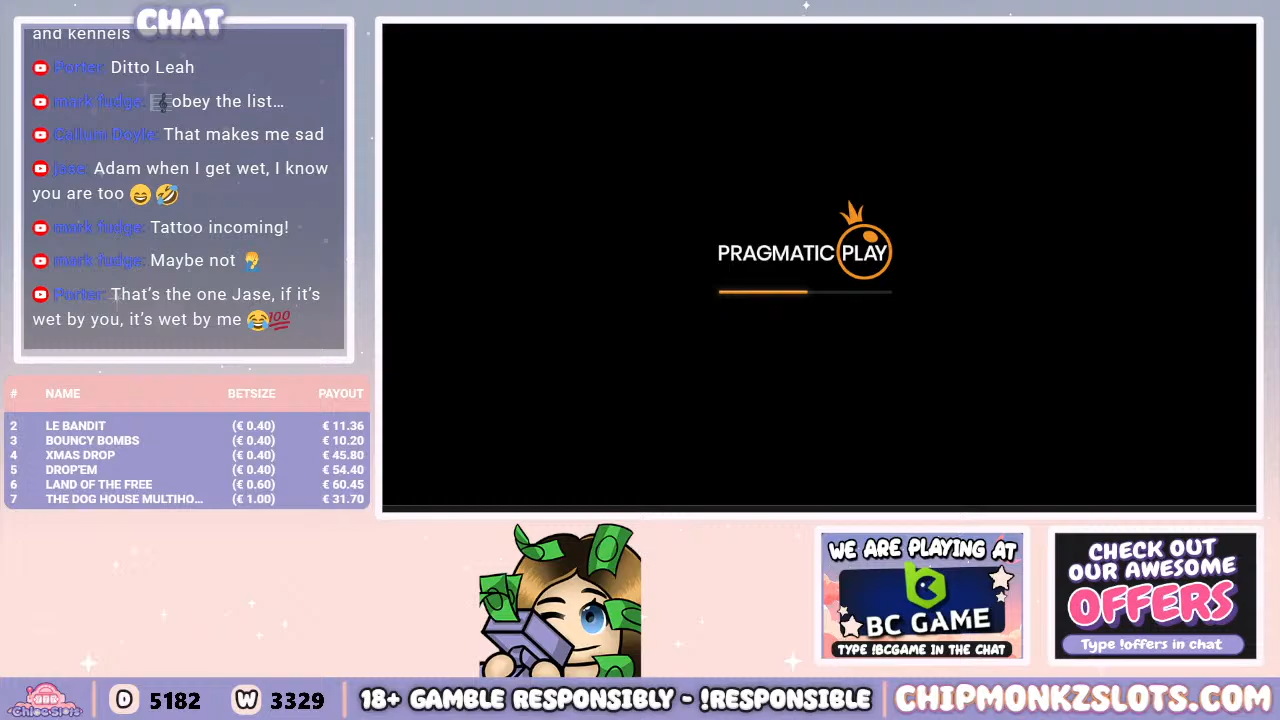 CHAT
and kennels
Porter: Ditto Leah
mark fudge: 🎼obey the list…
Callum Doyle: That makes me sad
jase: Adam when I get wet, I know
you are too 😄 🤣
mark fudge: Tattoo incoming!
mark fudge: Maybe not 🤦‍♂️
Porter: That's the one Jase, if it's
wet by you, it's wet by me 😂💯
# NAME BETSIZE PAYOUT
2 LE BANDIT (€ 0.40) € 11.36
3 BOUNCY BOMBS (€ 0.40) € 10.20
4 XMAS DROP (€ 0.40) € 45.80
5 DROP'EM (€ 0.40) € 54.40
6 LAND OF THE FREE (€ 0.60) € 60.45
7 THE DOG HOUSE MULTIHO... (€ 1.00) € 31.70
PRAGMATIC PLAY
WE ARE PLAYING AT
BC GAME
TYPE !BCGAME IN THE CHAT
CHECK OUT
OUR AWESOME
OFFERS
Type !offers in chat
ChloeSlots
D 5182 W 3329
18+ GAMBLE RESPONSIBLY - !RESPONSIBLE
CHIPMONKZSLOTS.COM